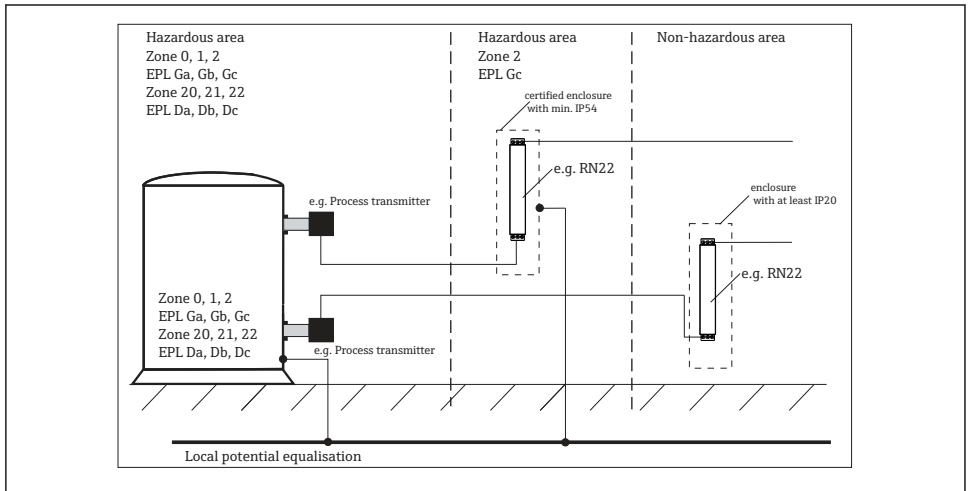 Hazardous area
Zone 0, 1, 2
EPL Ga, Gb, Gc
Zone 20, 21, 22
EPL Da, Db, Dc
Hazardous area
Zone 2
EPL Gc
Non-hazardous area
certified enclosure
with min. IP54
e.g. RN22
enclosure
with at least IP20
e.g. RN22
e.g. Process transmitter
Zone 0, 1, 2
EPL Ga, Gb, Gc
Zone 20, 21, 22
EPL Da, Db, Dc
e.g. Process transmitter
Local potential equalisation